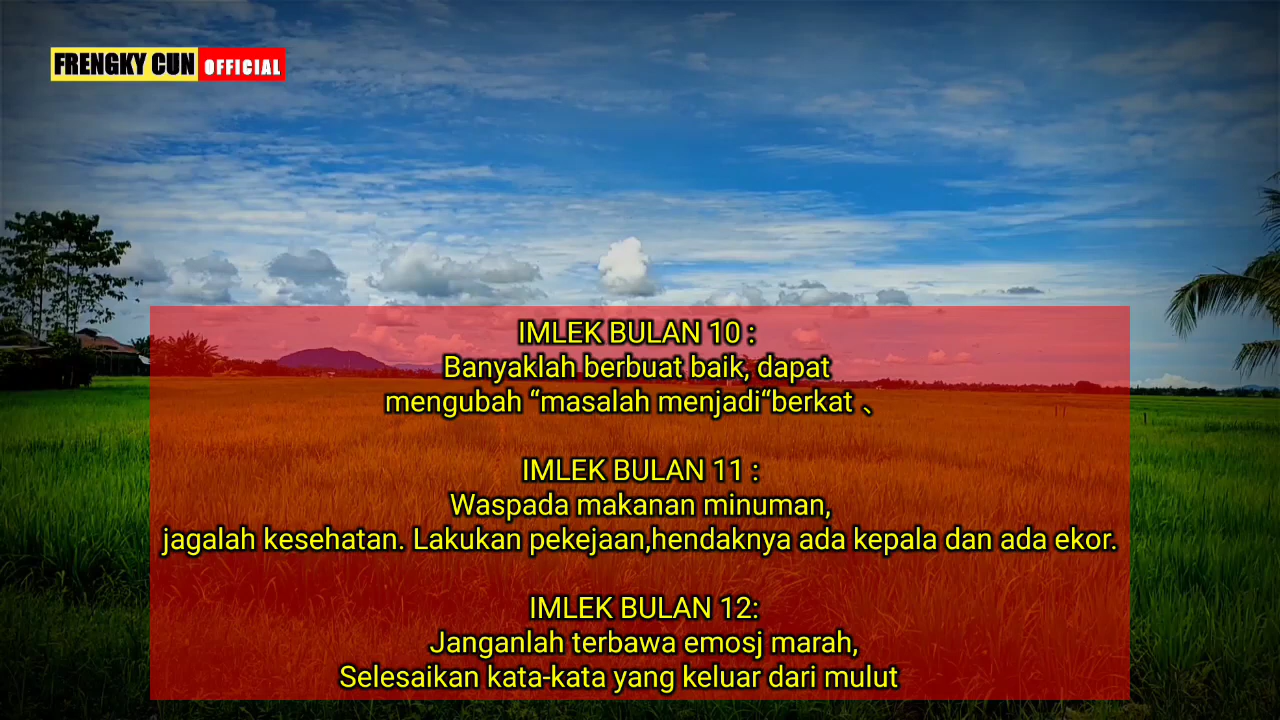 FRENGKY CUN OFFICIAL
IMLEK BULAN 10 :
Banyaklah berbuat baik, dapat
mengubah “masalah menjadi“berkat 、
IMLEK BULAN 11 :
Waspada makanan minuman,
jagalah kesehatan. Lakukan pekejaan,hendaknya ada kepala dan ada ekor.
IMLEK BULAN 12:
Janganlah terbawa emosj marah,
Selesaikan kata-kata yang keluar dari mulut